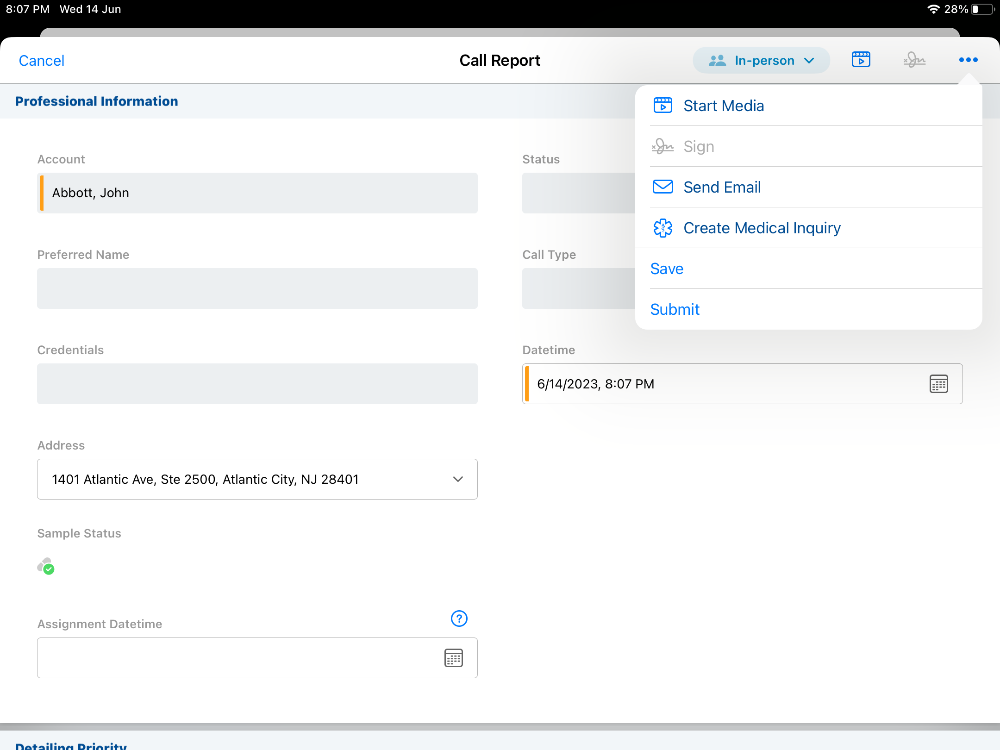 8:07 PM Wed 14 Jun
28%
Cancel
Call Report
In-person
Professional Information
Start Media
Sign
Send Email
Create Medical Inquiry
Save
Submit
Account
Abbott, John
Status
Preferred Name
Call Type
Credentials
Datetime
6/14/2023, 8:07 PM
Address
1401 Atlantic Ave, Ste 2500, Atlantic City, NJ 28401
Sample Status
Assignment Datetime
?
Detailing Priority